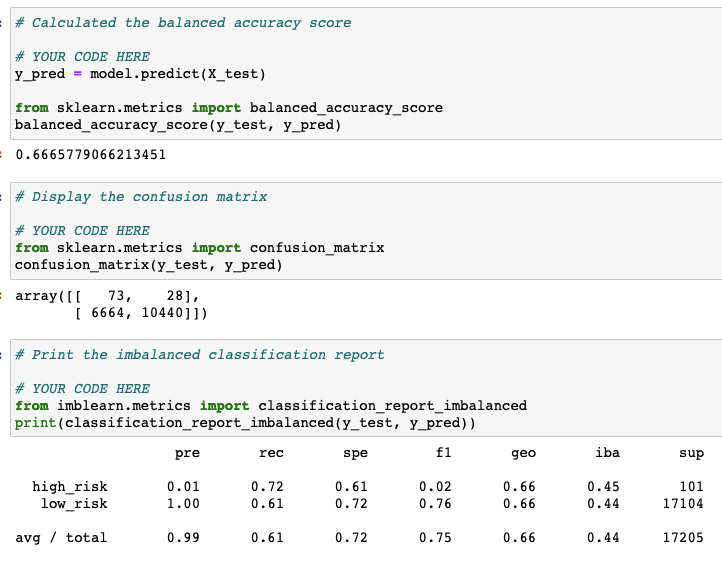 # Calculated the balanced accuracy score
# YOUR CODE HERE
y_pred = model.predict(X_test)
from sklearn.metrics import balanced_accuracy_score
balanced_accuracy_score(y_test, y_pred)
0.6665779066213451
# Display the confusion matrix
# YOUR CODE HERE
from sklearn.metrics import confusion_matrix
confusion_matrix(y_test, y_pred)
array([[   73,    28],
       [ 6664, 10440]])
# Print the imbalanced classification report
# YOUR CODE HERE
from imblearn.metrics import classification_report_imbalanced
print(classification_report_imbalanced(y_test, y_pred))
pre rec spe f1 geo iba sup
high_risk 0.01 0.72 0.61 0.02 0.66 0.45 101
low_risk 1.00 0.61 0.72 0.76 0.66 0.44 17104
avg / total 0.99 0.61 0.72 0.75 0.66 0.44 17205